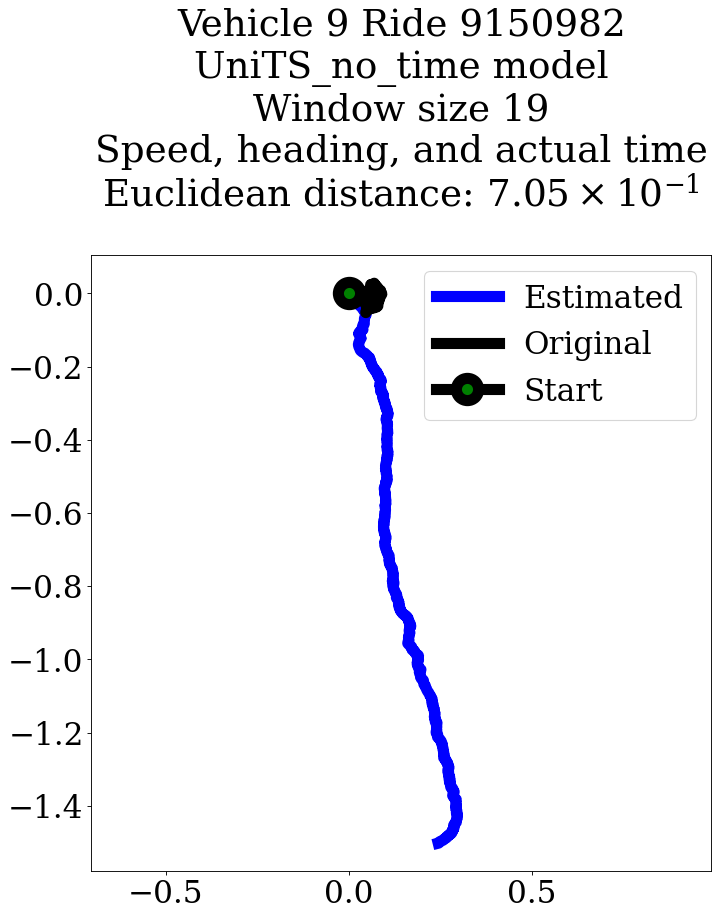 Vehicle 9 Ride 9150982
UniTS_no_time model
Window size 19
Speed, heading, and actual time
Euclidean distance: 7.05 × 10⁻¹
Estimated
Original
Start
0.0
−0.2
−0.4
−0.6
−0.8
−1.0
−1.2
−1.4
−0.5 0.0 0.5